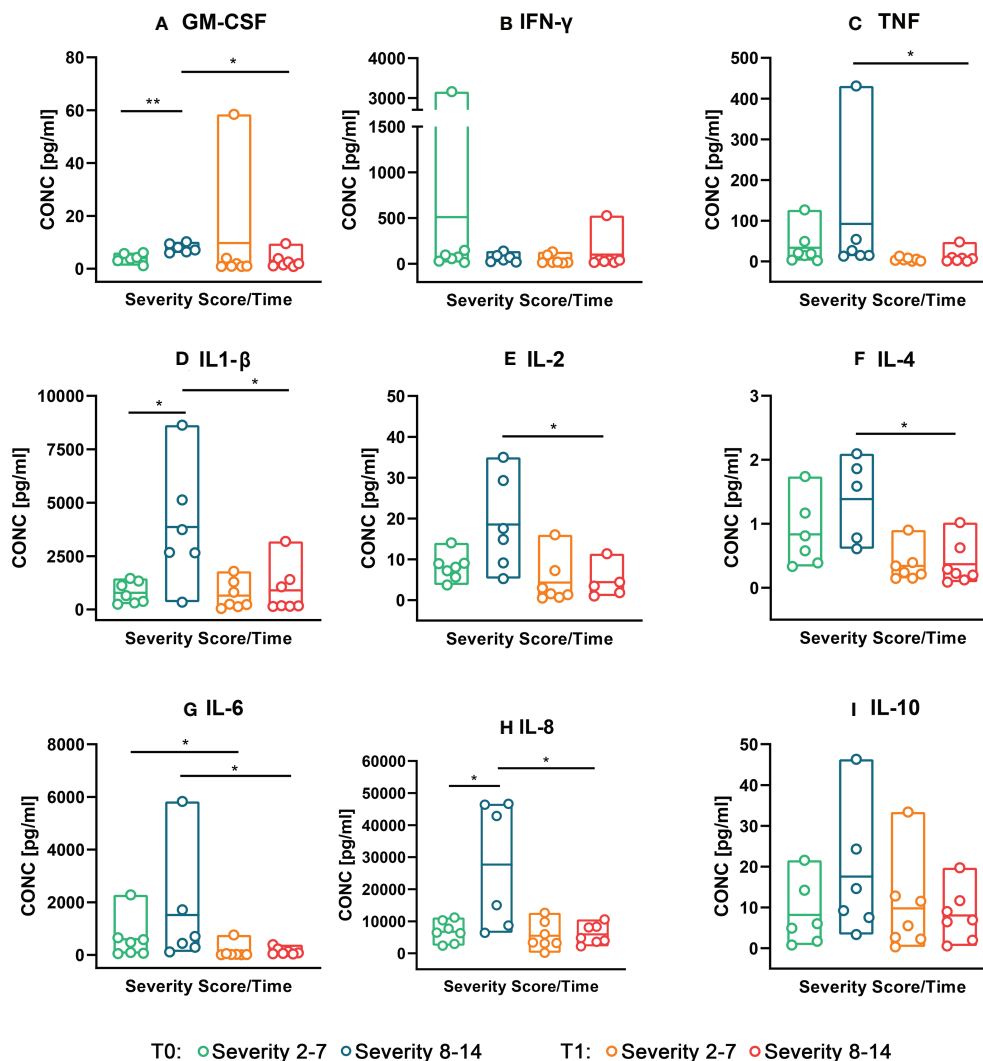 A GM-CSF
B IFN-γ
C TNF
CONC [pg/ml]
80
60
40
20
0
**
*
Severity Score/Time
CONC [pg/ml]
4000
3000
1500
1000
500
0
Severity Score/Time
CONC [pg/ml]
500
400
300
200
100
0
*
Severity Score/Time
D IL1-β
E IL-2
F IL-4
CONC [pg/ml]
10000
7500
5000
2500
0
*
*
Severity Score/Time
CONC [pg/ml]
50
40
30
20
10
0
*
Severity Score/Time
CONC [pg/ml]
3
2
1
0
*
Severity Score/Time
G IL-6
H IL-8
I IL-10
CONC [pg/ml]
8000
6000
4000
2000
0
*
*
Severity Score/Time
CONC [pg/ml]
60000
50000
40000
30000
20000
10000
0
*
*
Severity Score/Time
CONC [pg/ml]
50
40
30
20
10
0
Severity Score/Time
T0: Severity 2-7 Severity 8-14 T1: Severity 2-7 Severity 8-14